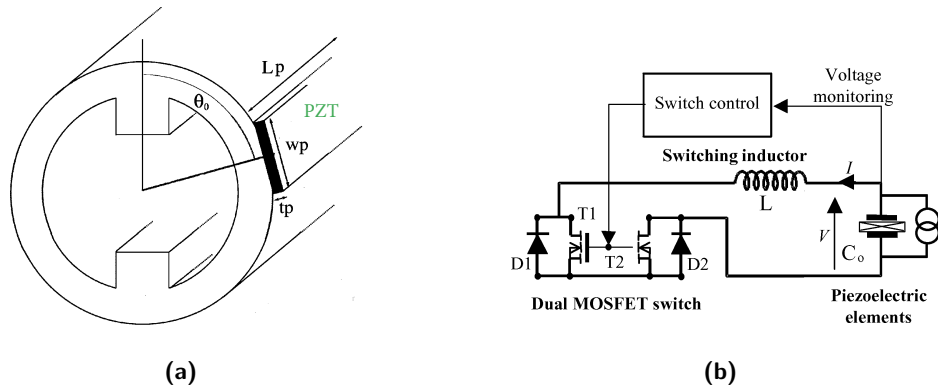 Lp
θ₀
PZT
wp
tp
(a)
Switch control
Voltage
monitoring
Switching inductor
I
L
T1
V
D1
T2
D2
Co
Dual MOSFET switch
Piezoelectric
elements
(b)